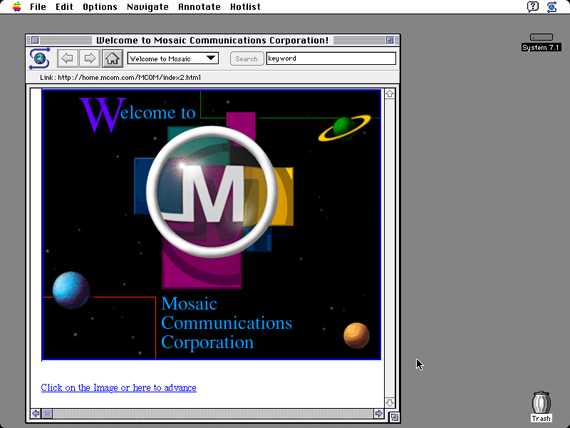 File Edit Options Navigate Annotate Hotlist
Welcome to Mosaic Communications Corporation!
Welcome to Mosaic
Search
keyword
Link: http://home.mcom.com/MCOM/index2.html
System 7.1
Welcome to
M
Mosaic
Communications
Corporation
Click on the Image or here to advance
Trash